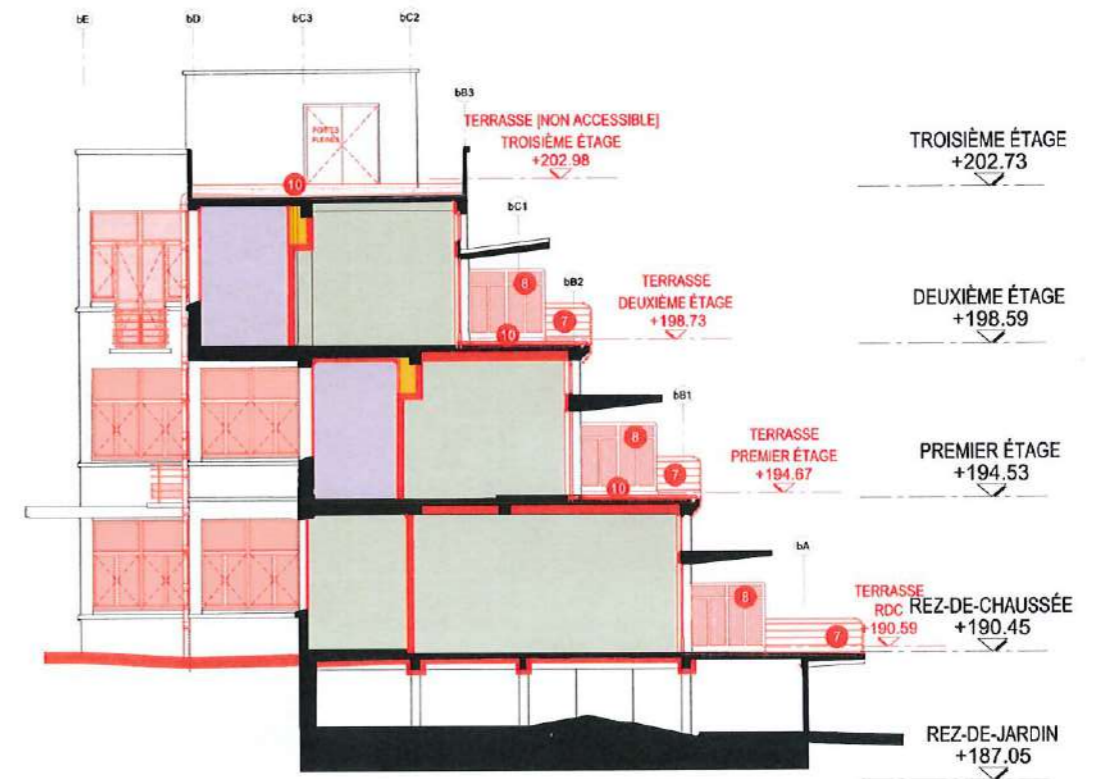 bE
bD
bC3
bC2
bB3
PORTES
PLEINES
TERRASSE [NON ACCESSIBLE]
TROISIÈME ÉTAGE
+202.98
TROISIÈME ÉTAGE
+202.73
10
bC1
8
bB2
7
10
TERRASSE
DEUXIÈME ÉTAGE
+198.73
DEUXIÈME ÉTAGE
+198.59
bB1
8
7
10
TERRASSE
PREMIER ÉTAGE
+194.67
PREMIER ÉTAGE
+194.53
bA
8
7
TERRASSE
RDC
+190.59
REZ-DE-CHAUSSÉE
+190.45
REZ-DE-JARDIN
+187.05